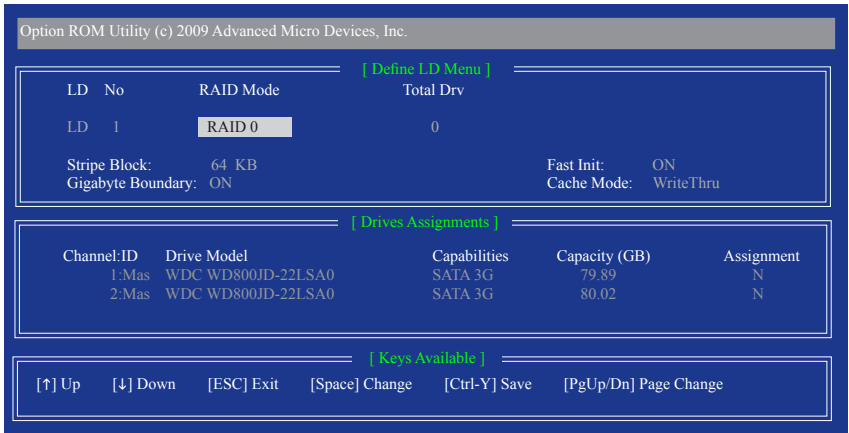 Option ROM Utility (c) 2009 Advanced Micro Devices, Inc.
[ Define LD Menu ]
LD No RAID Mode Total Drv
LD 1 RAID 0 0
Stripe Block: 64 KB Fast Init: ON
Gigabyte Boundary: ON Cache Mode: WriteThru
[ Drives Assignments ]
Channel:ID Drive Model Capabilities Capacity (GB) Assignment
1:Mas WDC WD800JD-22LSA0 SATA 3G 79.89 N
2:Mas WDC WD800JD-22LSA0 SATA 3G 80.02 N
[ Keys Available ]
[↑] Up [↓] Down [ESC] Exit [Space] Change [Ctrl-Y] Save [PgUp/Dn] Page Change